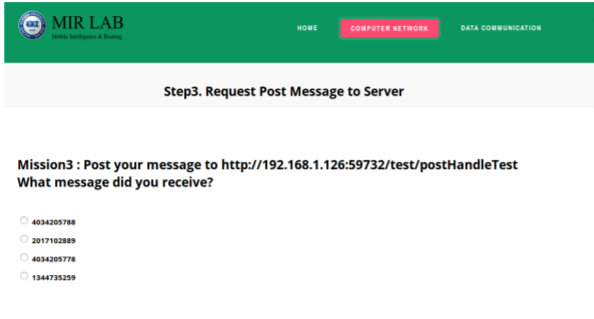 MIR LAB
Mobile Intelligence & Routing
HOME
COMPUTER NETWORK
DATA COMMUNICATION
Step3. Request Post Message to Server
Mission3 : Post your message to http://192.168.1.126:59732/test/postHandleTest
What message did you receive?
4034205788
2017102889
4034205778
1344735259